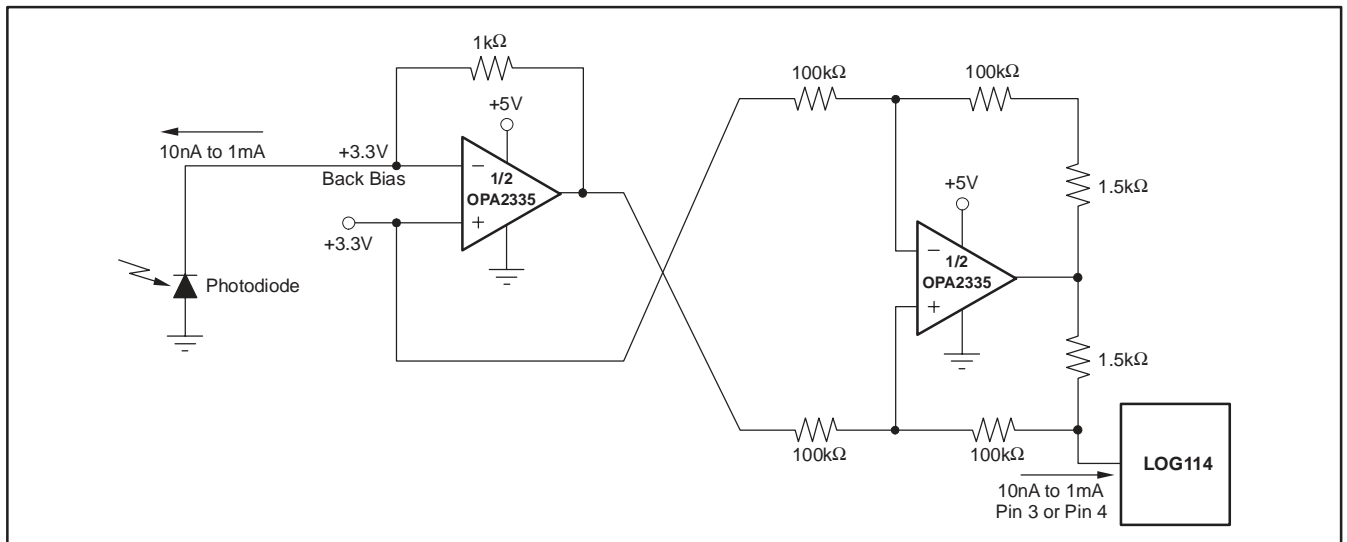 1kΩ
+5V
10nA to 1mA
+3.3V
Back Bias
−
1/2
OPA2335
+
+3.3V
Photodiode
100kΩ
100kΩ
1.5kΩ
+5V
−
1/2
OPA2335
+
1.5kΩ
100kΩ
100kΩ
10nA to 1mA
Pin 3 or Pin 4
LOG114